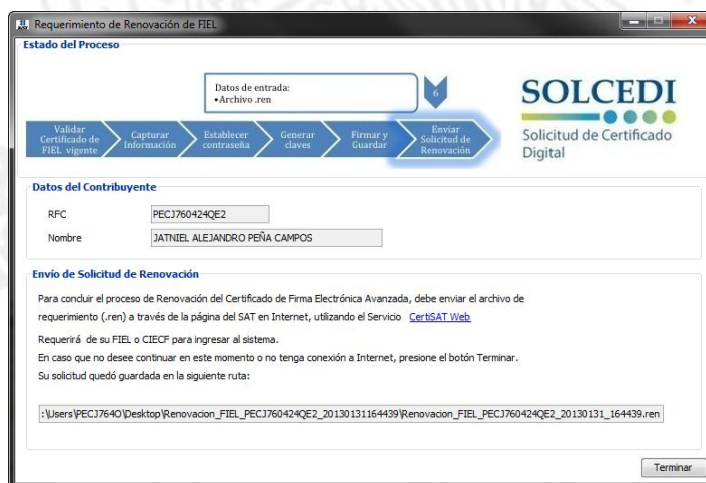 Requerimiento de Renovación de FIEL
Estado del Proceso
Datos de entrada:
•Archivo .ren
6
Validar
Certificado de
FIEL vigente
Capturar
Información
Establecer
contraseña
Generar
claves
Firmar y
Guardar
Enviar
Solicitud de
Renovación
SOLCEDI
Solicitud de Certificado
Digital
Datos del Contribuyente
RFC
PECJ760424QE2
Nombre
JATNIEL ALEJANDRO PEÑA CAMPOS
Envío de Solicitud de Renovación
Para concluir el proceso de Renovación del Certificado de Firma Electrónica Avanzada, debe enviar el archivo de
requerimiento (.ren) a través de la página del SAT en Internet, utilizando el Servicio CertiSAT Web
Requerirá de su FIEL o CIECF para ingresar al sistema.
En caso que no desee continuar en este momento o no tenga conexión a Internet, presione el botón Terminar.
Su solicitud quedó guardada en la siguiente ruta:
:\Users\PECJ764O\Desktop\Renovacion_FIEL_PECJ760424QE2_20130131164439\Renovacion_FIEL_PECJ760424QE2_20130131_164439.ren
Terminar